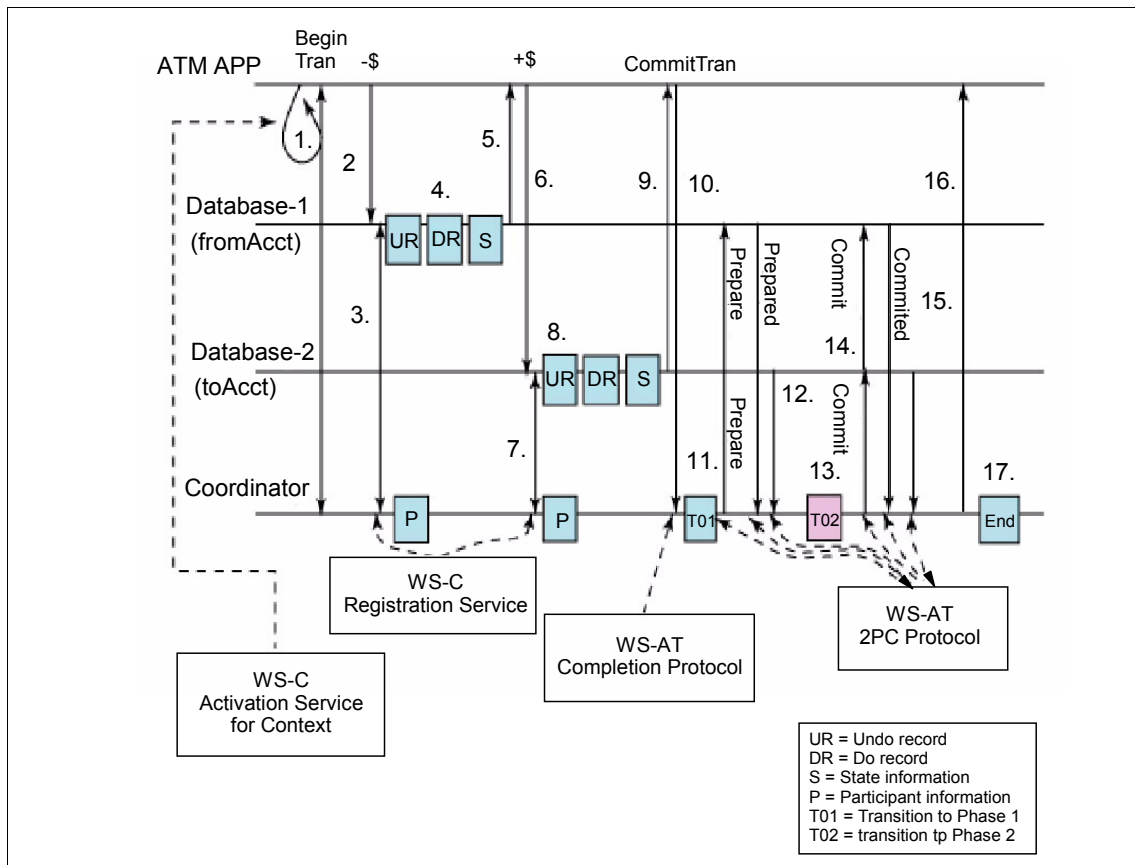 Begin
Tran
-$
+$
CommitTran
ATM APP
1.
2
4.
5.
6.
9.
10.
16.
Database-1
(fromAcct)
UR
DR
S
3.
Prepare
Prepared
Commit
Commited
15.
8.
14.
Database-2
(toAcct)
UR
DR
S
12.
7.
11.
Prepare
Commit
13.
17.
Coordinator
P
P
T01
T02
End
WS-C
Registration Service
WS-AT
Completion Protocol
WS-AT
2PC Protocol
WS-C
Activation Service
for Context
UR = Undo record
DR = Do record
S = State information
P = Participant information
T01 = Transition to Phase 1
T02 = transition tp Phase 2